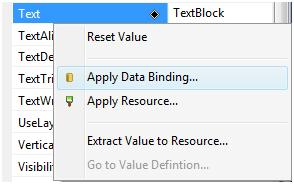 Text TextBlock
TextAli
Reset Value
TextDe
TextTri
Apply Data Binding...
TextWr
Apply Resource...
UseLay
Vertica
Extract Value to Resource...
Visibilit
Go to Value Defintion...